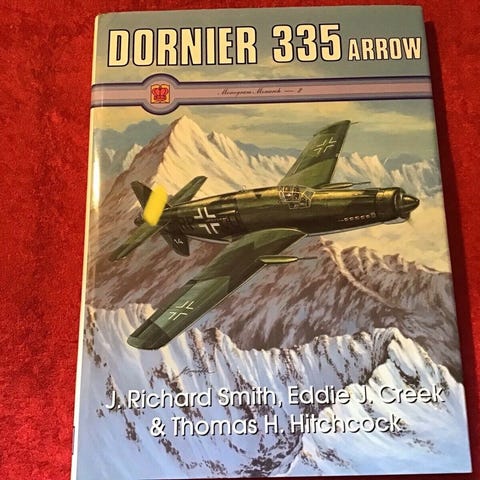 DORNIER 335 ARROW
Monogram Monarch — 2
J. Richard Smith, Eddie J. Creek
& Thomas H. Hitchcock